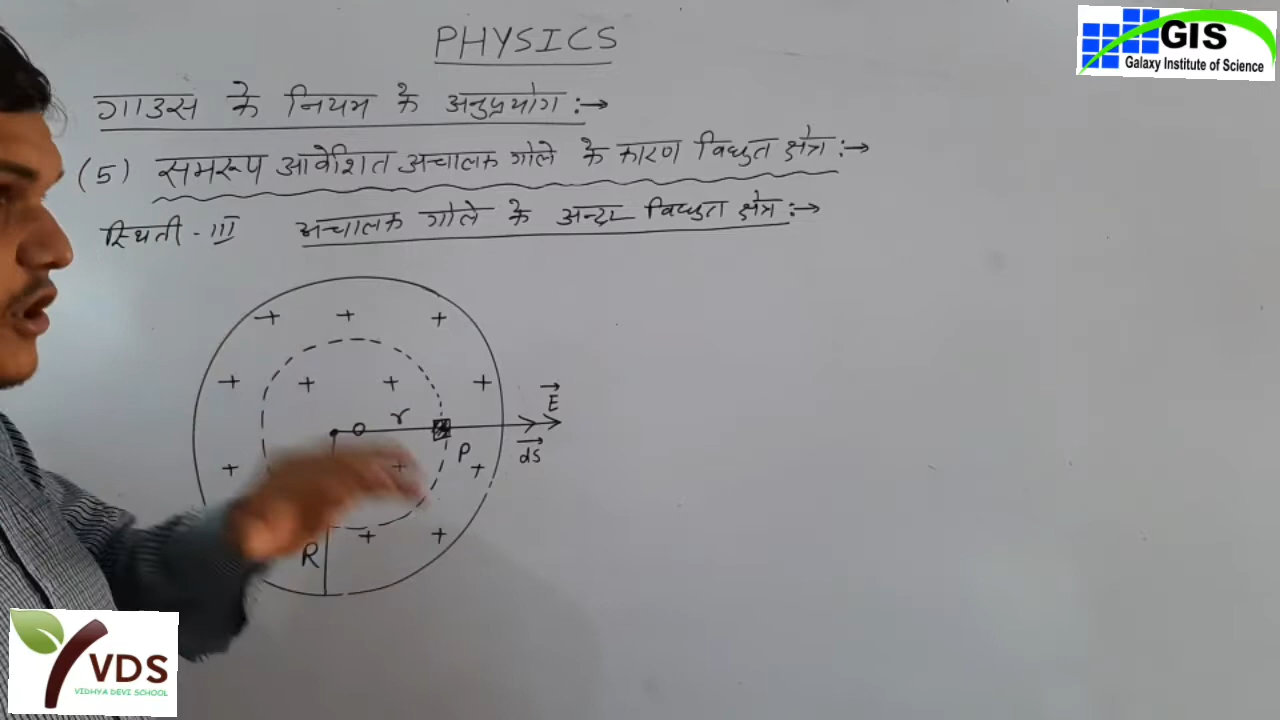 PHYSICS
GIS
Galaxy Institute of Science
गाउस के नियम के अनुप्रयोग :→
(5) समरूप आवेशित अचालक गोले के कारण विधुत क्षेत्र :→
स्थिती - III अचालक गोले के अन्दर विधुत क्षेत्र :→
E
O r
P
ds
R
VDS
VIDHYA DEVI SCHOOL